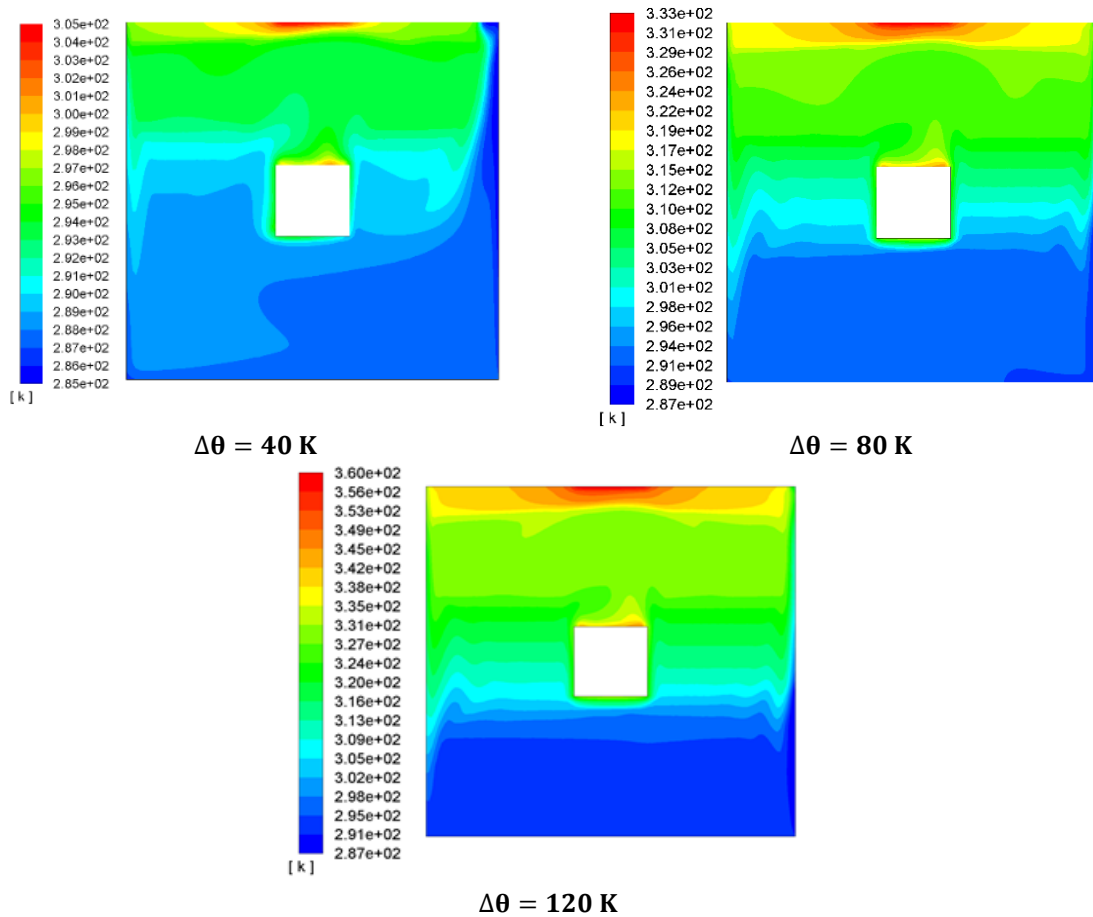 3.05e+02
3.04e+02
3.03e+02
3.01e+02
3.00e+02
2.99e+02
2.98e+02
2.97e+02
2.96e+02
2.95e+02
2.94e+02
2.93e+02
2.92e+02
2.91e+02
2.90e+02
2.89e+02
2.88e+02
2.87e+02
2.86e+02
2.85e+02
[ k ]
Δθ = 40 K
3.33e+02
3.31e+02
3.29e+02
3.26e+02
3.24e+02
3.22e+02
3.19e+02
3.17e+02
3.15e+02
3.12e+02
3.10e+02
3.08e+02
3.05e+02
3.03e+02
3.01e+02
2.98e+02
2.96e+02
2.94e+02
2.91e+02
2.89e+02
2.87e+02
[ k ]
Δθ = 80 K
3.60e+02
3.56e+02
3.53e+02
3.49e+02
3.45e+02
3.42e+02
3.38e+02
3.35e+02
3.31e+02
3.27e+02
3.24e+02
3.20e+02
3.16e+02
3.13e+02
3.09e+02
3.05e+02
3.02e+02
2.98e+02
2.95e+02
2.91e+02
2.87e+02
[ k ]
Δθ = 120 K